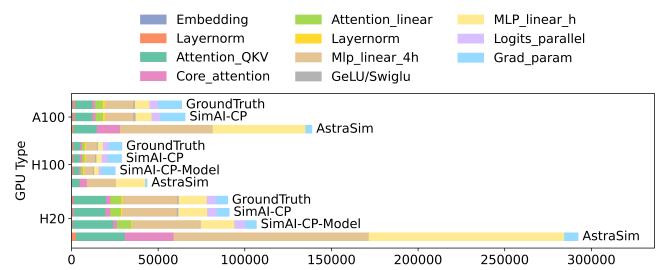 Embedding
Attention_linear
MLP_linear_h
Layernorm
Layernorm
Logits_parallel
Attention_QKV
Mlp_linear_4h
Grad_param
Core_attention
GeLU/Swiglu
GPU Type
A100
GroundTruth
SimAI-CP
AstraSim
H100
GroundTruth
SimAI-CP
SimAI-CP-Model
AstraSim
H20
GroundTruth
SimAI-CP
SimAI-CP-Model
AstraSim
0 50000 100000 150000 200000 250000 300000